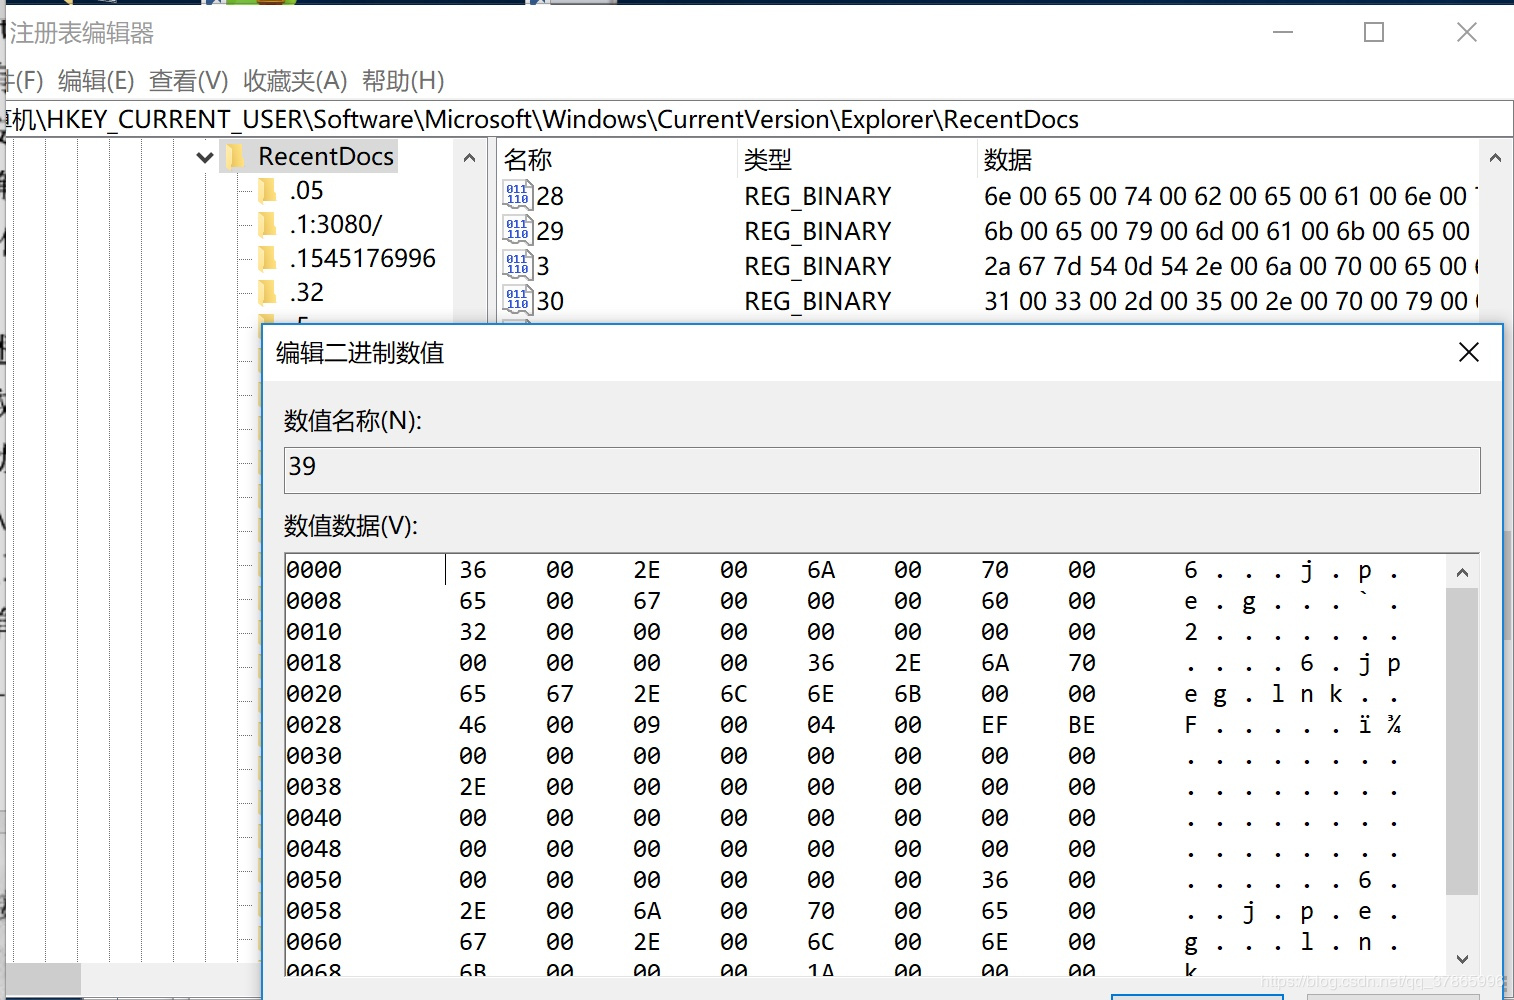 注册表编辑器
(F) 编辑(E) 查看(V) 收藏夹(A) 帮助(H)
机\HKEY_CURRENT_USER\Software\Microsoft\Windows\CurrentVersion\Explorer\RecentDocs
RecentDocs
.05
.1:3080/
.1545176996
.32
名称 类型 数据
28 REG_BINARY 6e 00 65 00 74 00 62 00 65 00 61 00 6e 00
29 REG_BINARY 6b 00 65 00 79 00 6d 00 61 00 6b 00 65 00
3 REG_BINARY 2a 67 7d 54 0d 54 2e 00 6a 00 70 00 65 00
30 REG_BINARY 31 00 33 00 2d 00 35 00 2e 00 70 00 79 00
编辑二进制数值
数值名称(N):
39
数值数据(V):
0000 36 00 2E 00 6A 00 70 00 6 . . . j . p .
0008 65 00 67 00 00 00 60 00 e . g . . . ` .
0010 32 00 00 00 00 00 00 00 2 . . . . . . .
0018 00 00 00 00 36 2E 6A 70 . . . . 6 . j p
0020 65 67 2E 6C 6E 6B 00 00 e g . l n k . .
0028 46 00 09 00 04 00 EF BE F . . . . . ï ¾
0030 00 00 00 00 00 00 00 00 . . . . . . . .
0038 2E 00 00 00 00 00 00 00 . . . . . . . .
0040 00 00 00 00 00 00 00 00 . . . . . . . .
0048 00 00 00 00 00 00 00 00 . . . . . . . .
0050 00 00 00 00 00 00 36 00 . . . . . . 6 .
0058 2E 00 6A 00 70 00 65 00 . . j . p . e .
0060 67 00 2E 00 6C 00 6E 00 g . . . l . n .
0068 6B 00 00 00 1A 00 00 00 k